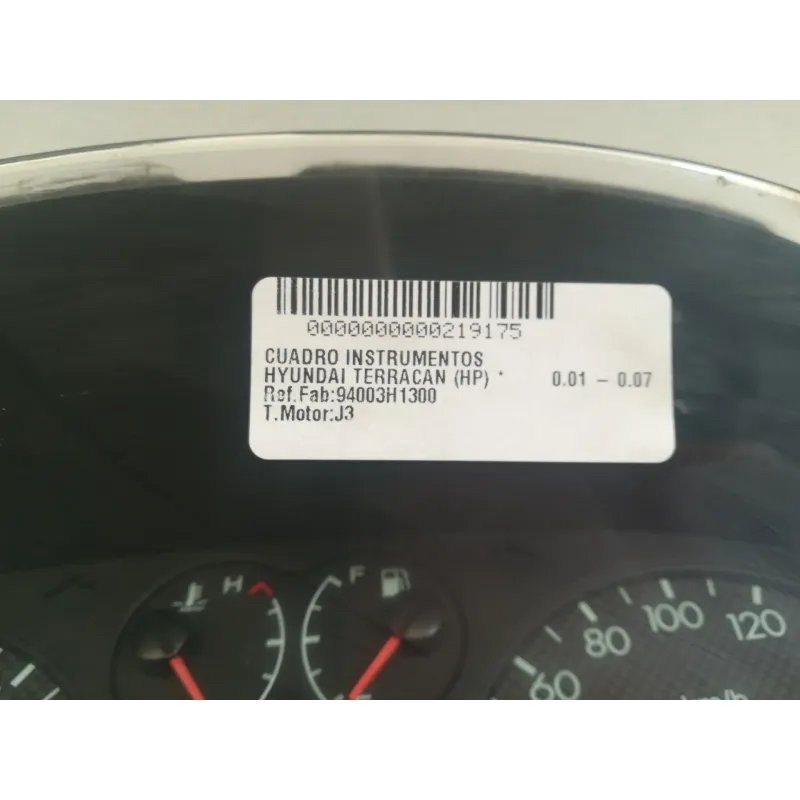 0000000000219175
CUADRO INSTRUMENTOS
HYUNDAI TERRACAN (HP) * 0.01 - 0.07
Ref.Fab:94003H1300
T.Motor:J3
H
F
60
80
100
120
km/h